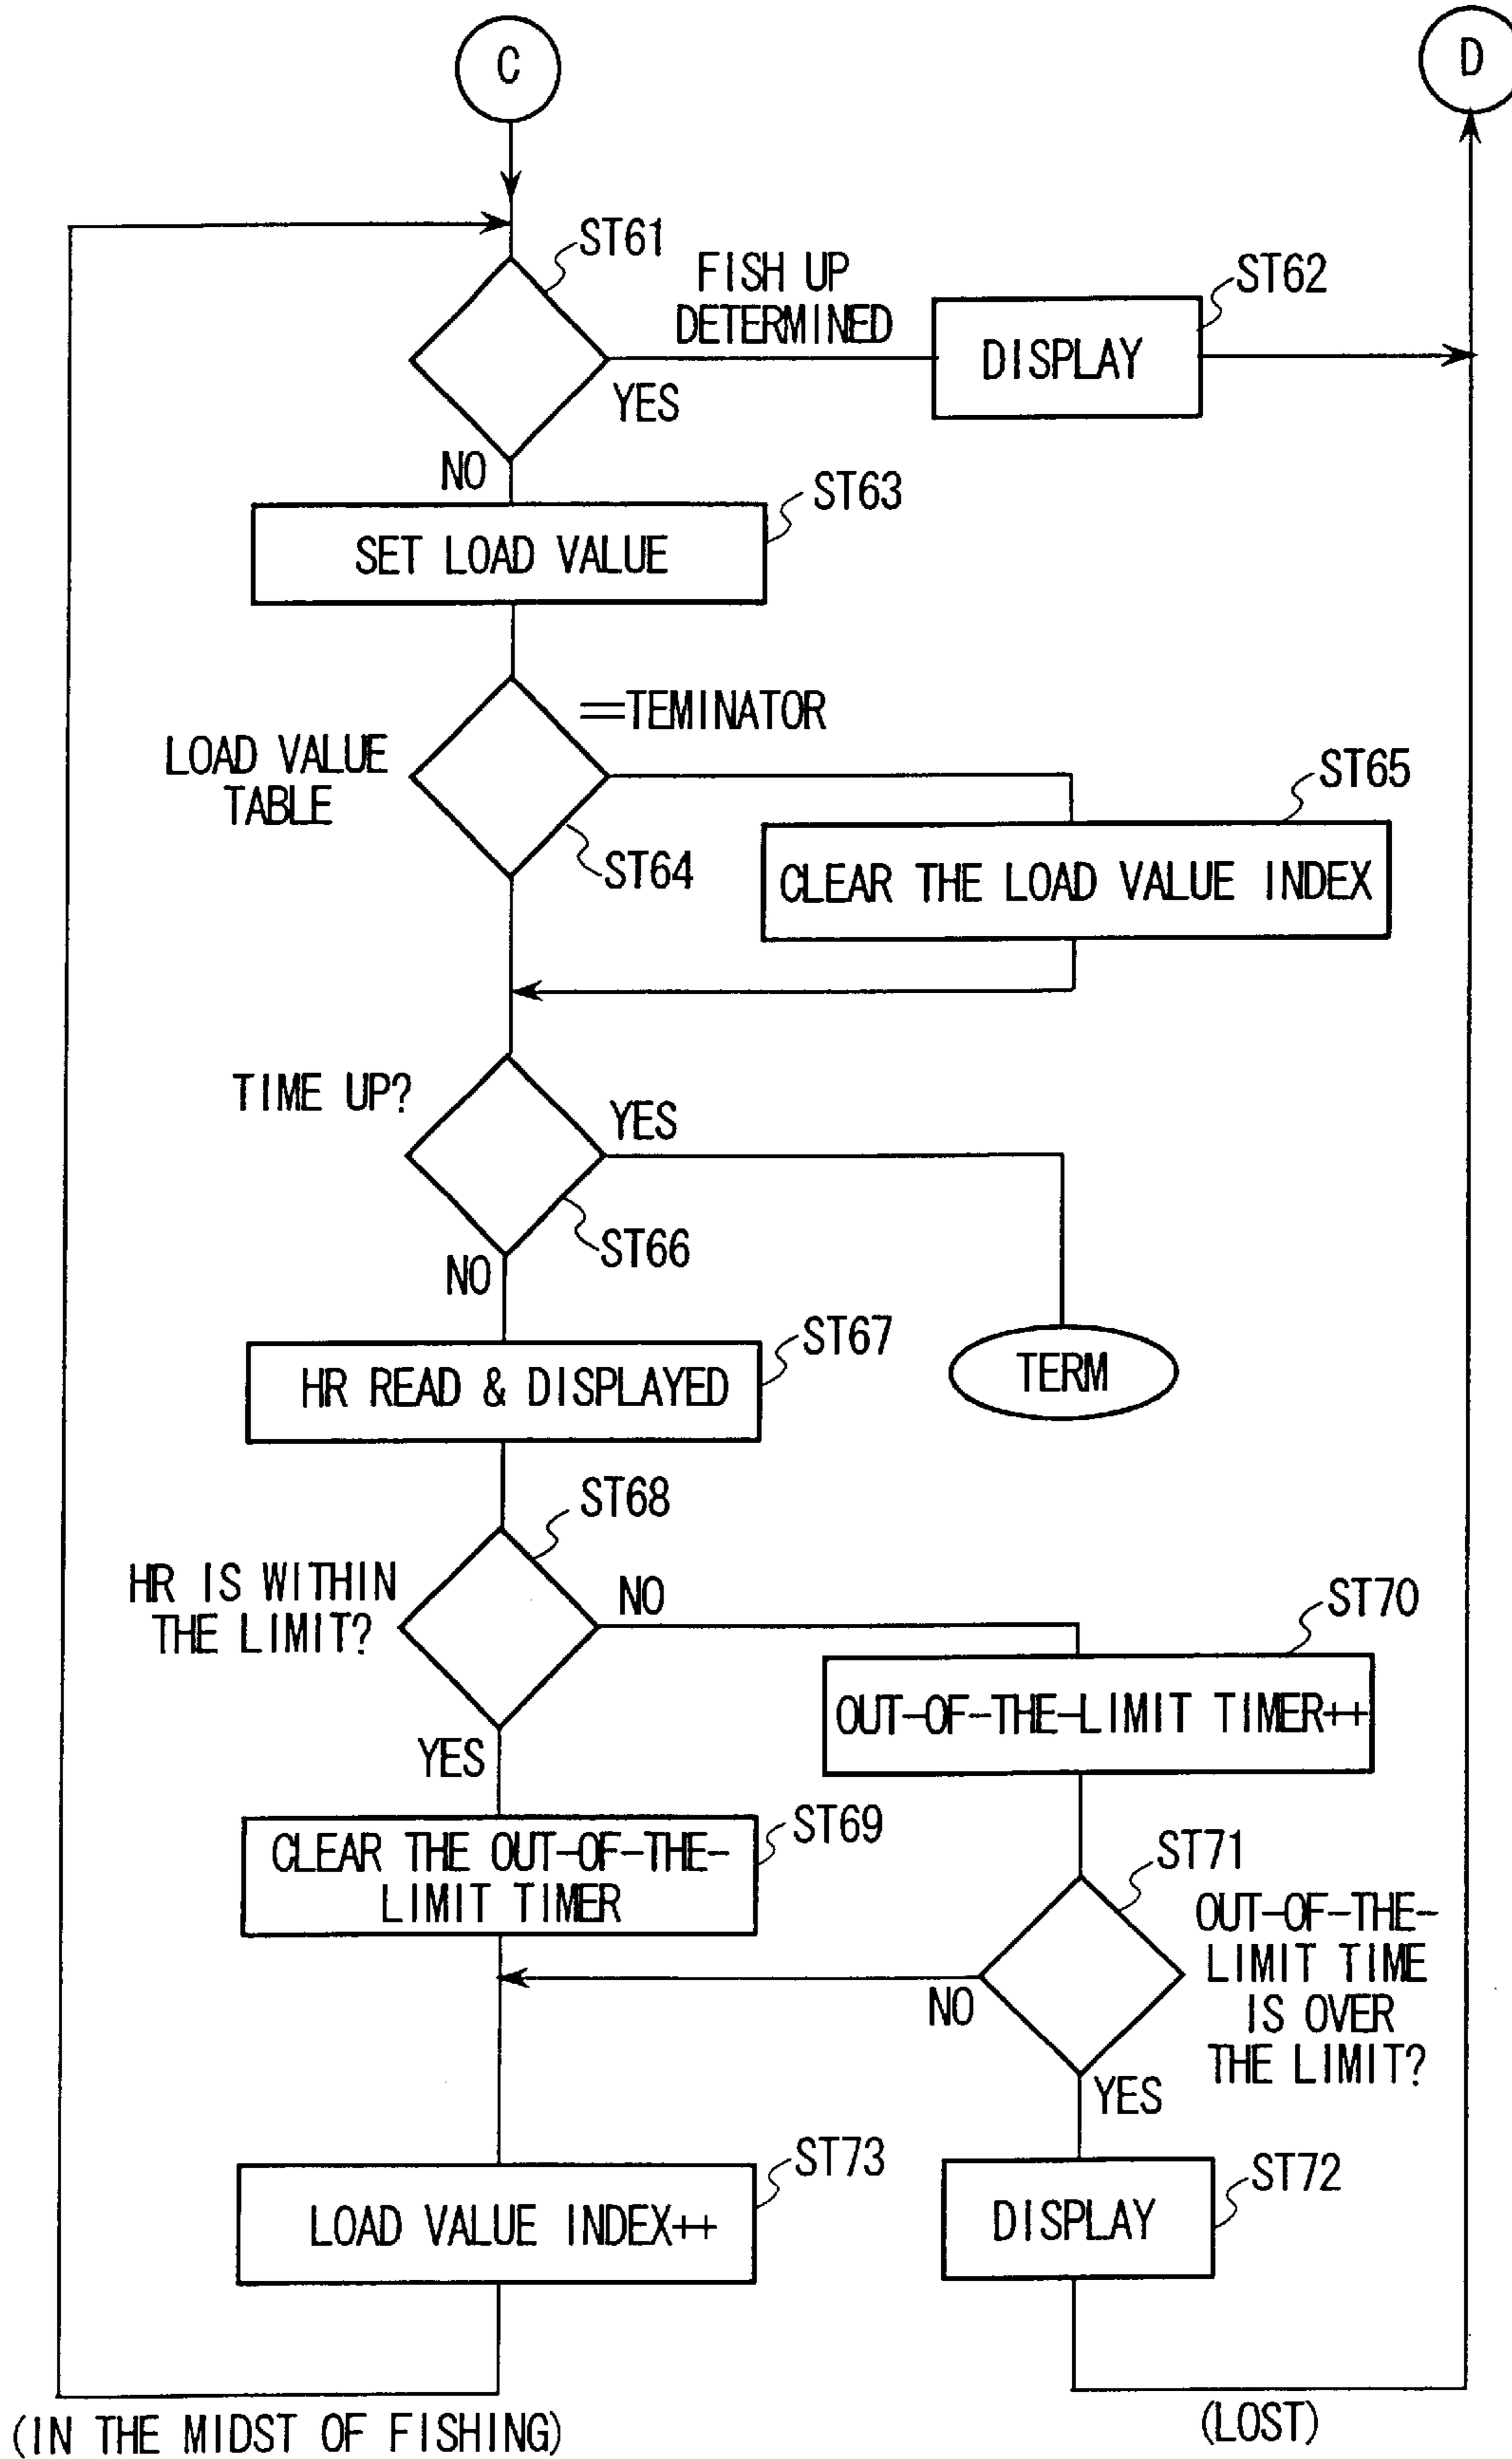 C
D
ST61
FISH UP
DETERMINED
ST62
DISPLAY
YES
NO
ST63
SET LOAD VALUE
==TEMINATOR
LOAD VALUE
TABLE
ST65
ST64
CLEAR THE LOAD VALUE INDEX
TIME UP?
YES
ST66
NO
ST67
HR READ & DISPLAYED
TERM
ST68
HR IS WITHIN
THE LIMIT?
NO
ST70
OUT-OF-THE-LIMIT TIMER++
YES
ST69
CLEAR THE OUT-OF-THE-
LIMIT TIMER
ST71
OUT-OF-THE-
LIMIT TIME
IS OVER
THE LIMIT?
NO
YES
ST73
LOAD VALUE INDEX++
ST72
DISPLAY
(IN THE MIDST OF FISHING)
(LOST)